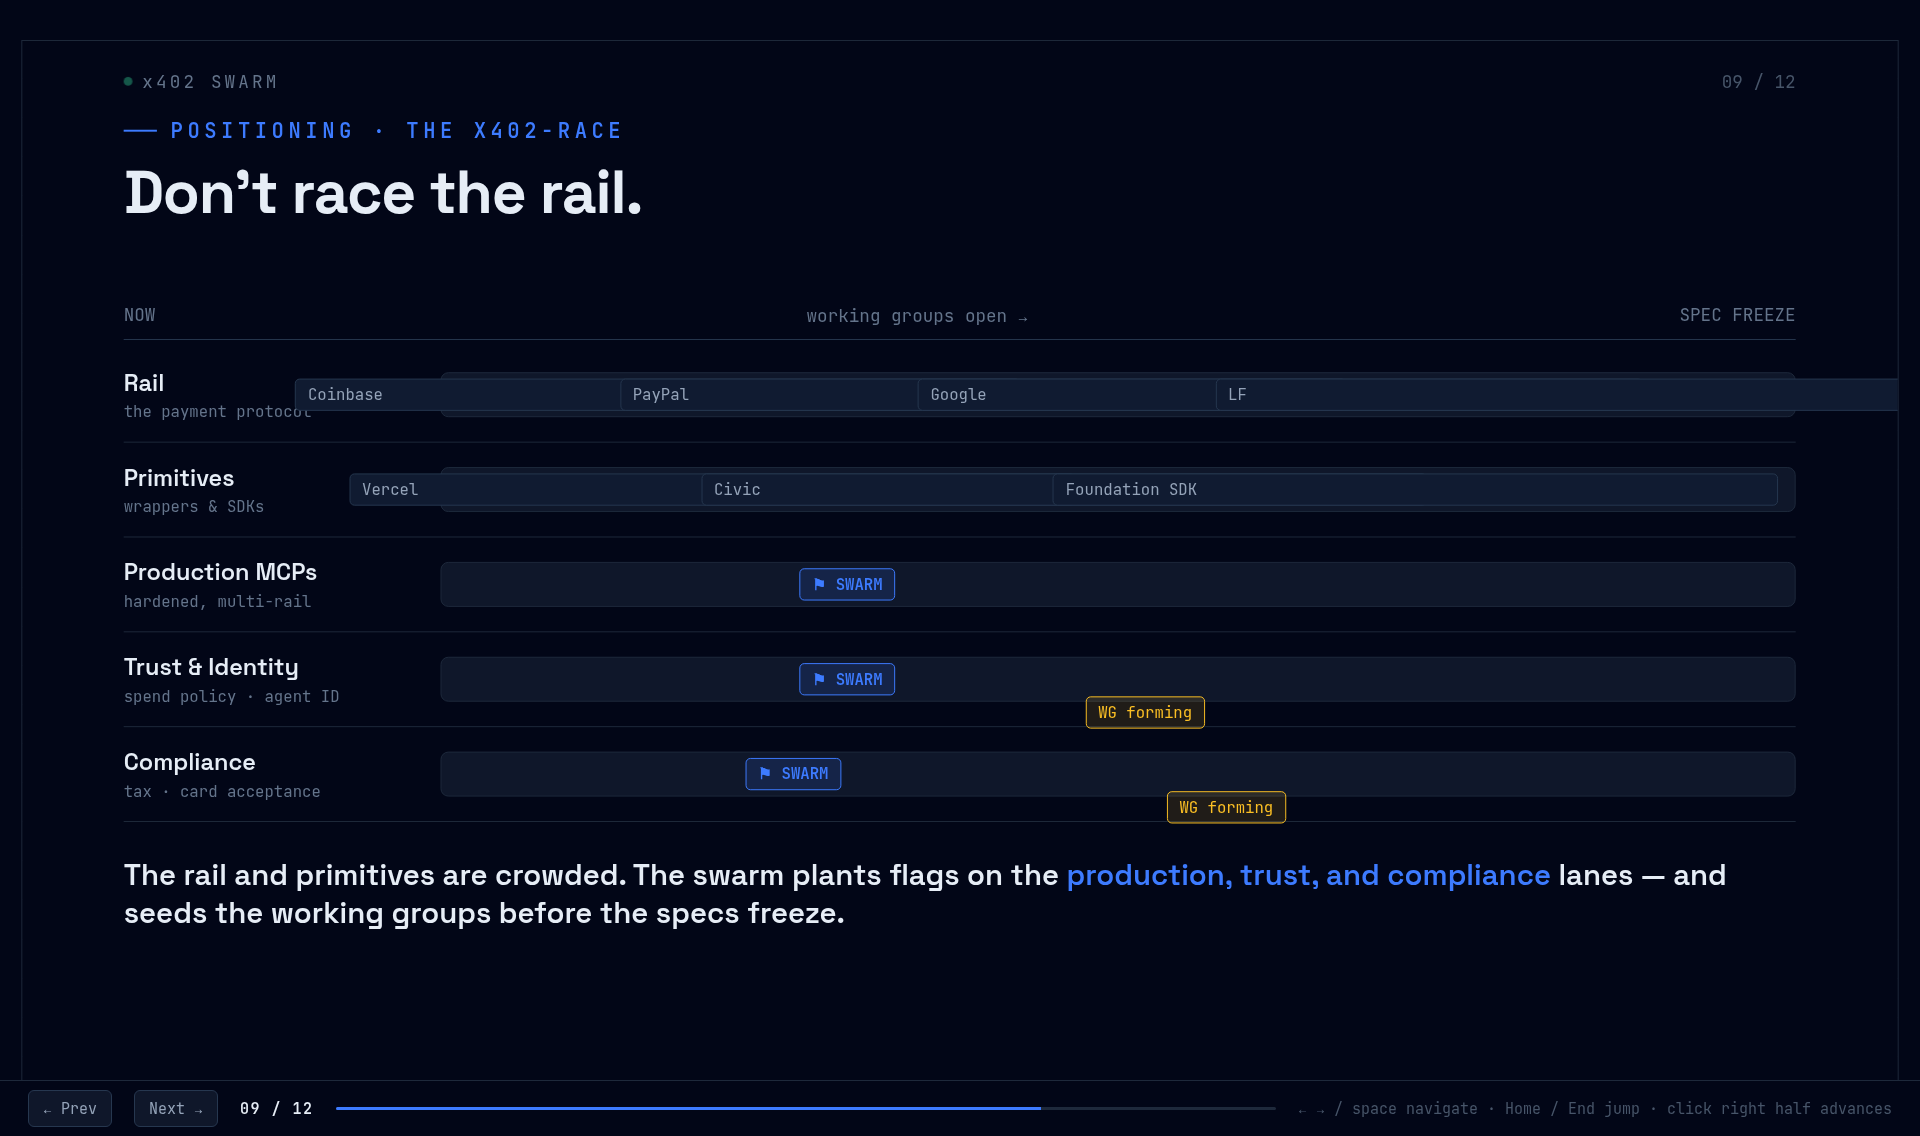 x402 SWARM
09 / 12
POSITIONING · THE X402-RACE
Don’t race the rail.
NOW
working groups open →
SPEC FREEZE
Rail
the payment protocol
Coinbase
PayPal
Google
LF
Primitives
wrappers & SDKs
Vercel
Civic
Foundation SDK
Production MCPs
hardened, multi-rail
⚑ SWARM
Trust & Identity
spend policy · agent ID
⚑ SWARM
WG forming
Compliance
tax · card acceptance
⚑ SWARM
WG forming
The rail and primitives are crowded. The swarm plants flags on the production, trust, and compliance lanes — and
seeds the working groups before the specs freeze.
← Prev
Next →
09 / 12
← → / space navigate · Home / End jump · click right half advances